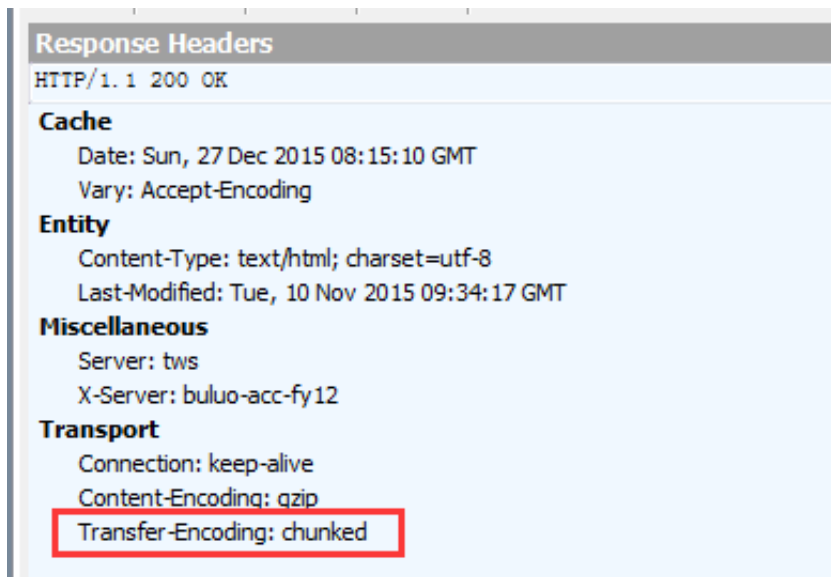 Response Headers
HTTP/1.1 200 OK
Cache
Date: Sun, 27 Dec 2015 08:15:10 GMT
Vary: Accept-Encoding
Entity
Content-Type: text/html; charset=utf-8
Last-Modified: Tue, 10 Nov 2015 09:34:17 GMT
Miscellaneous
Server: tws
X-Server: buluo-acc-fy12
Transport
Connection: keep-alive
Content-Encoding: gzip
Transfer-Encoding: chunked